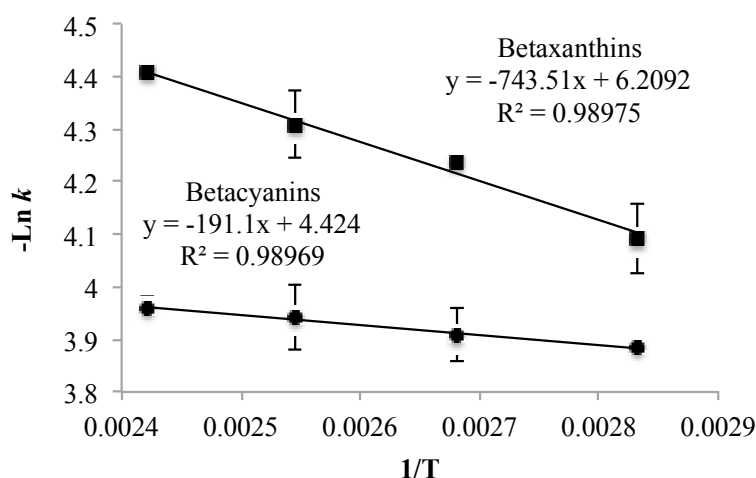 4.5
4.4
4.3
4.2
4.1
4
3.9
3.8
-Ln k
Betaxanthins
y = -743.51x + 6.2092
R² = 0.98975
Betacyanins
y = -191.1x + 4.424
R² = 0.98969
0.0024 0.0025 0.0026 0.0027 0.0028 0.0029
1/T